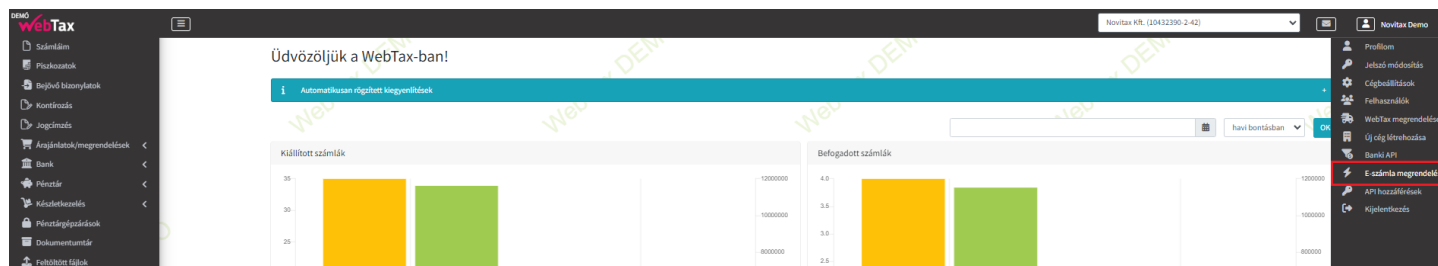 DEMÓ
WebTax
Novitax Kft. (10432390-2-42)
Novitax Demo
Számláim
Piszkozatok
Bejövő bizonylatok
Kontírozás
Jogcímzés
Árajánlatok/megrendelések
Bank
Pénztár
Készletkezelés
Pénztárgépzárások
Dokumentumtár
Feltöltött fájlok
Üdvözöljük a WebTax-ban!
Automatikusan rögzített kiegyenlítések
+
havi bontásban
OK
Kiállított számlák
35
30
25
12000000
10000000
8000000
Befogadott számlák
4.0
3.5
3.0
2.5
1200000
1000000
800000
Profilom
Jelszó módosítás
Cégbeállítások
Felhasználók
WebTax megrendelése
Új cég létrehozása
Banki API
E-számla megrendelé
API hozzáférések
Kijelentkezés